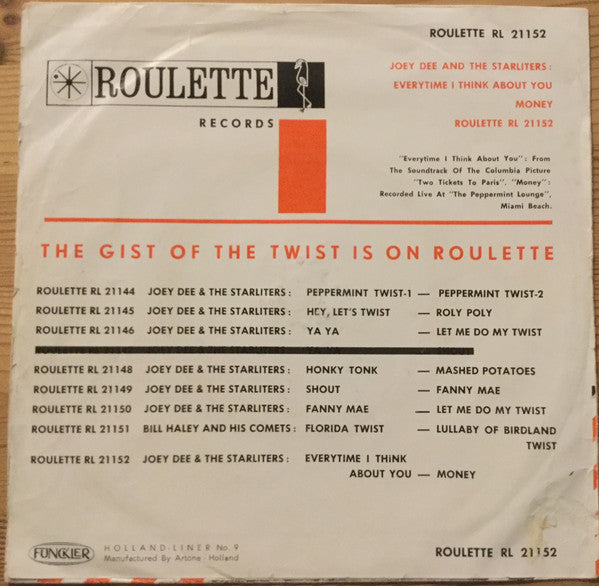 ROULETTE RL 21152
ROULETTE
RECORDS
JOEY DEE AND THE STARLITERS:
EVERYTIME I THINK ABOUT YOU
MONEY
ROULETTE RL 21152
"Everytime I Think About You": From
The Soundtrack Of The Columbia Picture
"Two Tickets To Paris", "Money":
Recorded Live At "The Peppermint Lounge",
Miami Beach.
THE GIST OF THE TWIST IS ON ROULETTE
ROULETTE RL 21144 JOEY DEE & THE STARLITERS: PEPPERMINT TWIST-1 — PEPPERMINT TWIST-2
ROULETTE RL 21145 JOEY DEE & THE STARLITERS: HEY, LET'S TWIST — ROLY POLY
ROULETTE RL 21146 JOEY DEE & THE STARLITERS: YA YA — LET ME DO MY TWIST
ROULETTE RL 21148 JOEY DEE & THE STARLITERS: HONKY TONK — MASHED POTATOES
ROULETTE RL 21149 JOEY DEE & THE STARLITERS: SHOUT — FANNY MAE
ROULETTE RL 21150 JOEY DEE & THE STARLITERS: FANNY MAE — LET ME DO MY TWIST
ROULETTE RL 21151 BILL HALEY AND HIS COMETS: FLORIDA TWIST — LULLABY OF BIRDLAND
TWIST
ROULETTE RL 21152 JOEY DEE & THE STARLITERS: EVERYTIME I THINK
ABOUT YOU — MONEY
FUNCKLER
HOLLAND-LINER No. 9
Manufactured By Artone - Holland
ROULETTE RL 21152